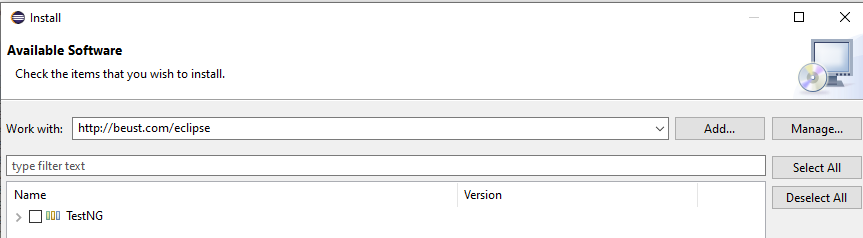 Install
Available Software
Check the items that you wish to install.
Work with: http://beust.com/eclipse Add... Manage...
type filter text Select All
Name Version Deselect All
TestNG